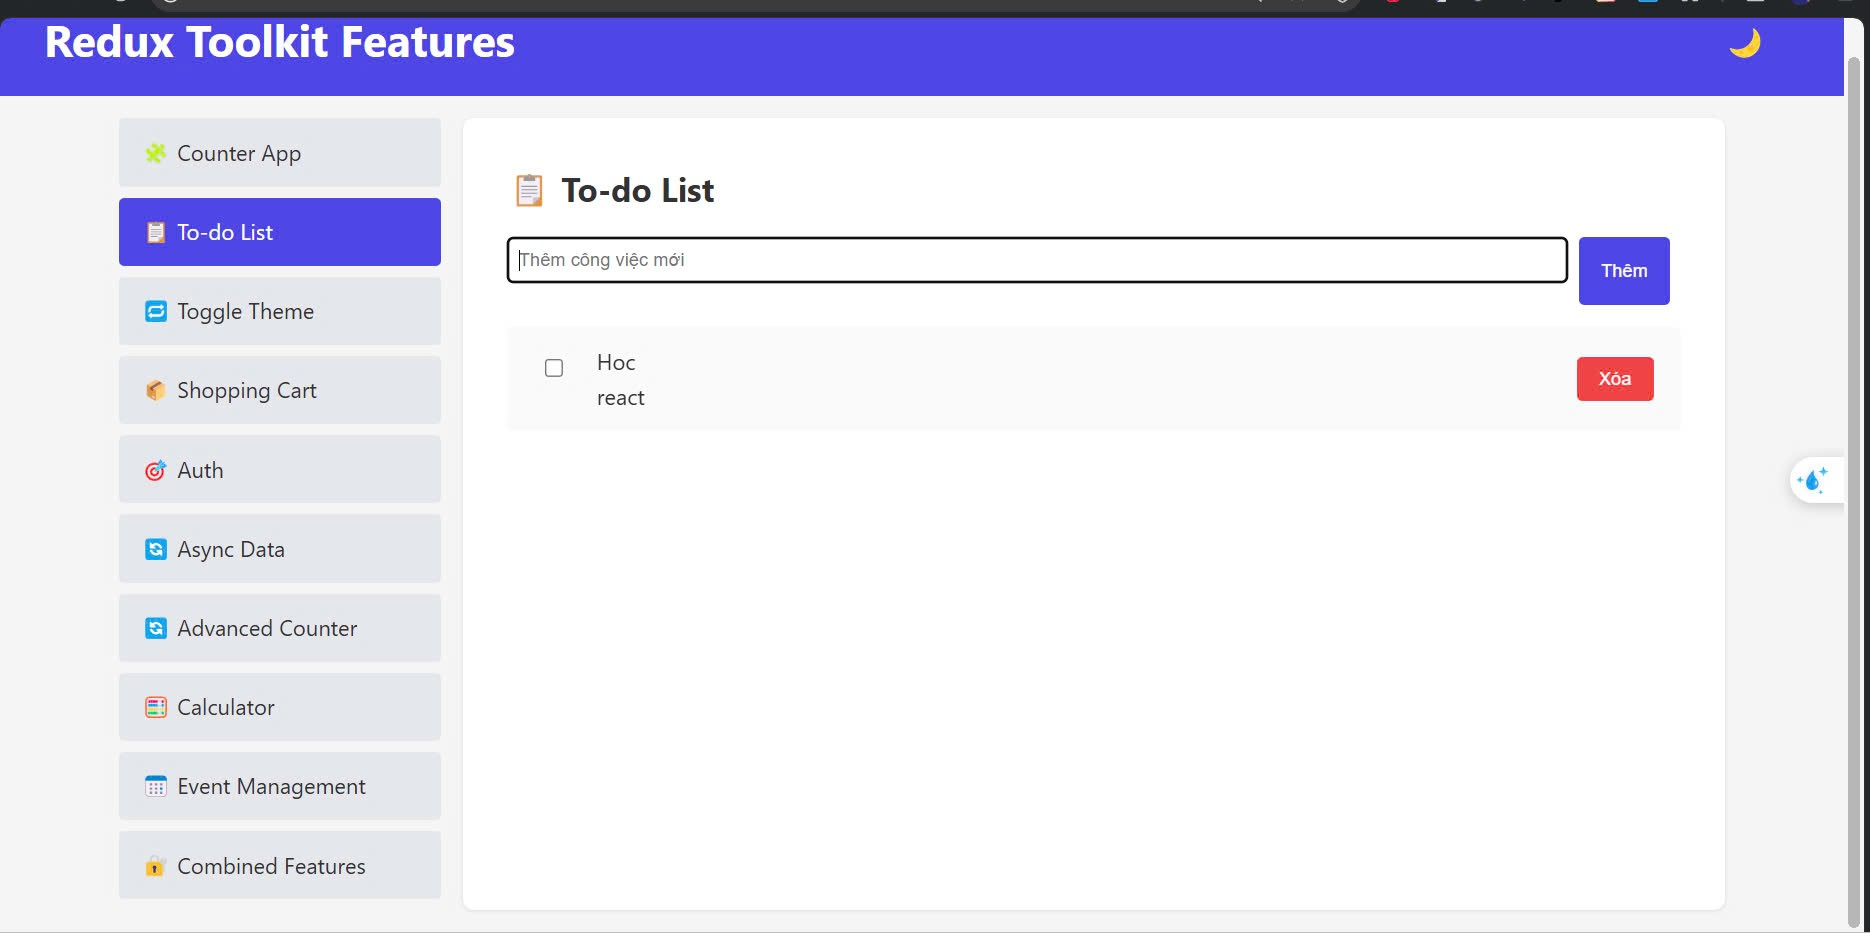 Redux Toolkit Features
Counter App
To-do List
Toggle Theme
Shopping Cart
Auth
Async Data
Advanced Counter
Calculator
Event Management
Combined Features
To-do List
Thêm công việc mới
Thêm
Hoc
react
Xóa